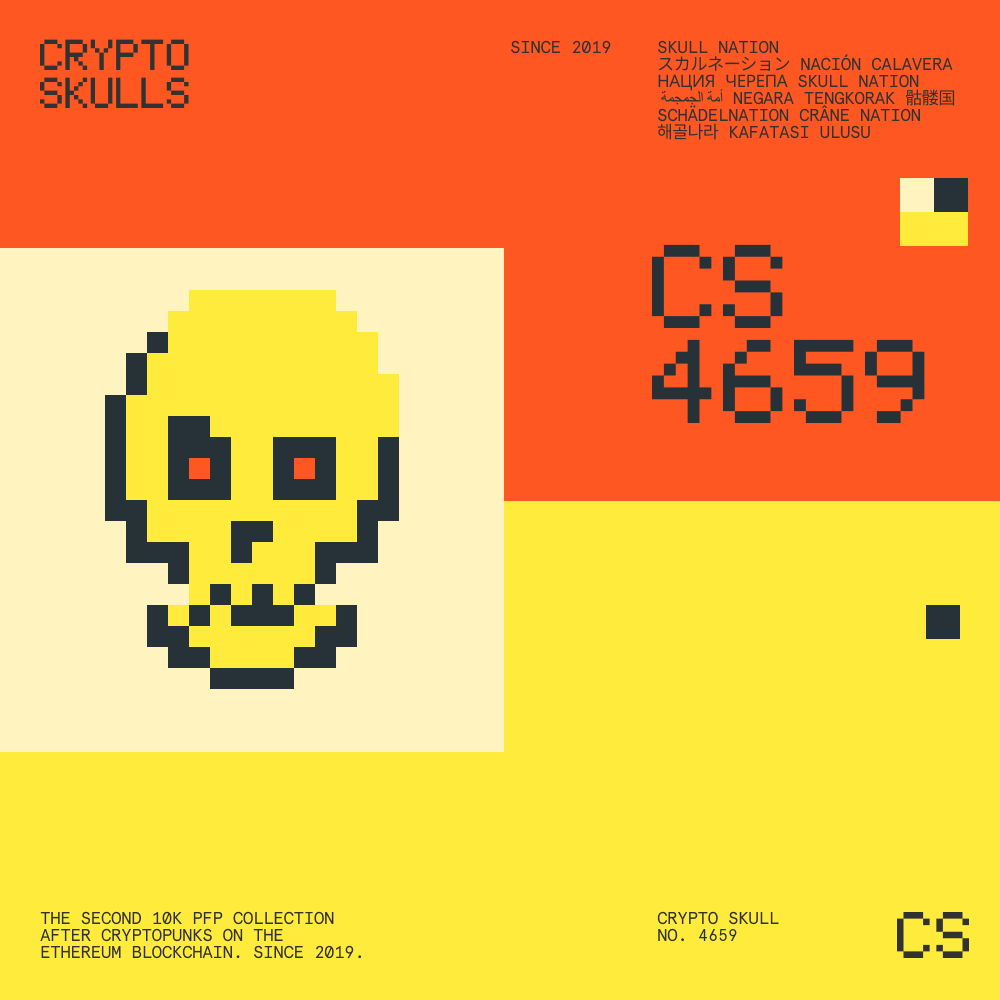 CRYPTO
SKULLS
SINCE 2019
SKULL NATION
スカルネーション NACIÓN CALAVERA
НАЦИЯ ЧЕРЕПА SKULL NATION
أمة الجمجمة NEGARA TENGKORAK 骷髅国
SCHÄDELNATION CRÂNE NATION
해골나라 KAFATASI ULUSU
CS
4659
THE SECOND 10K PFP COLLECTION
AFTER CRYPTOPUNKS ON THE
ETHEREUM BLOCKCHAIN. SINCE 2019.
CRYPTO SKULL
NO. 4659
CS